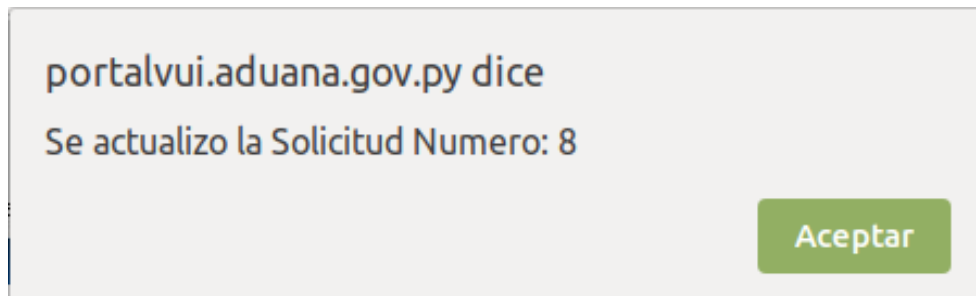 portalvui.aduana.gov.py dice
Se actualizo la Solicitud Numero: 8
Aceptar